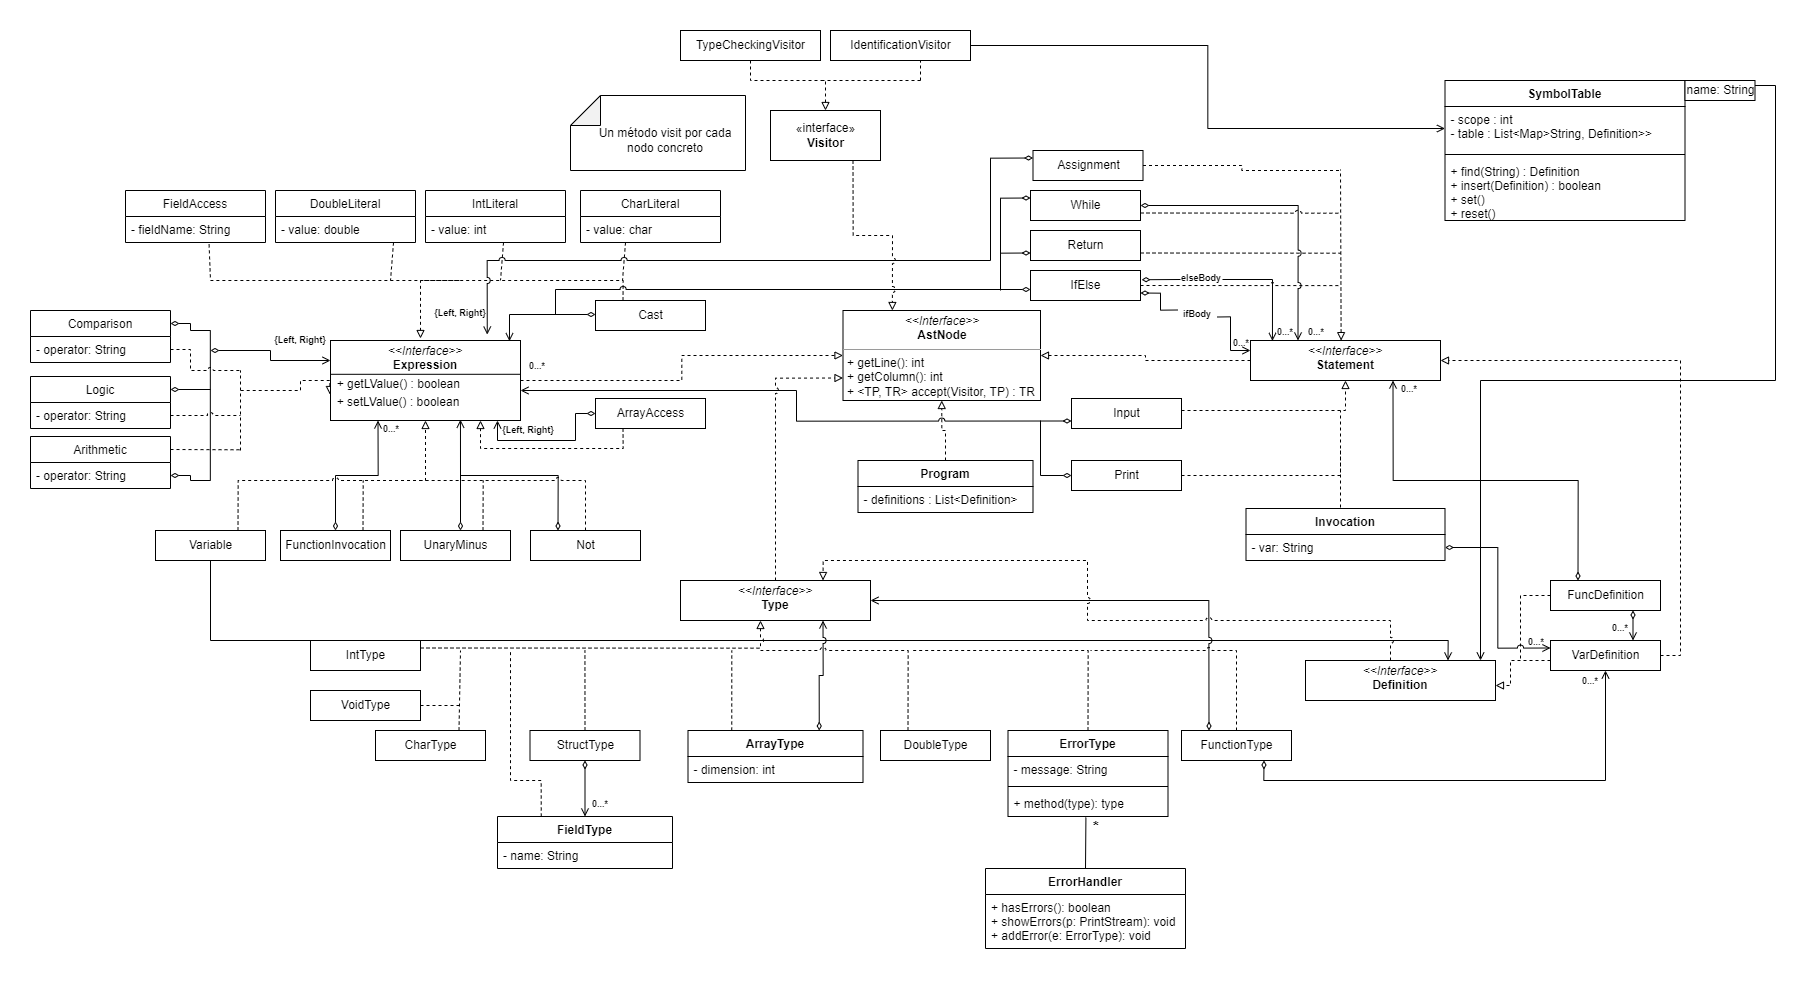 TypeCheckingVisitor
IdentificationVisitor
«interface»
Visitor
Un método visit por cada
nodo concreto
SymbolTable
name: String
- scope : int
- table : List<Map>String, Definition>>
+ find(String) : Definition
+ insert(Definition) : boolean
+ set()
+ reset()
Assignment
While
Return
IfElse
elseBody
ifBody
FieldAccess
- fieldName: String
DoubleLiteral
- value: double
IntLiteral
- value: int
CharLiteral
- value: char
Cast
{Left, Right}
Comparison
- operator: String
Logic
- operator: String
Arithmetic
- operator: String
{Left, Right}
<<Interface>>
Expression
+ getLValue() : boolean
+ setLValue() : boolean
0...*
0...*
{Left, Right}
ArrayAccess
<<Interface>>
AstNode
+ getLine(): int
+ getColumn(): int
+ <TP, TR> accept(Visitor, TP) : TR
0...*
0...*
0...*
<<Interface>>
Statement
0...*
Input
Print
Program
- definitions : List<Definition>
Invocation
- var: String
Variable
FunctionInvocation
UnaryMinus
Not
<<Interface>>
Type
FuncDefinition
0...*
0...*
VarDefinition
0...*
<<Interface>>
Definition
IntType
VoidType
CharType
StructType
0...*
FieldType
- name: String
ArrayType
- dimension: int
DoubleType
ErrorType
- message: String
+ method(type): type
*
FunctionType
ErrorHandler
+ hasErrors(): boolean
+ showErrors(p: PrintStream): void
+ addError(e: ErrorType): void